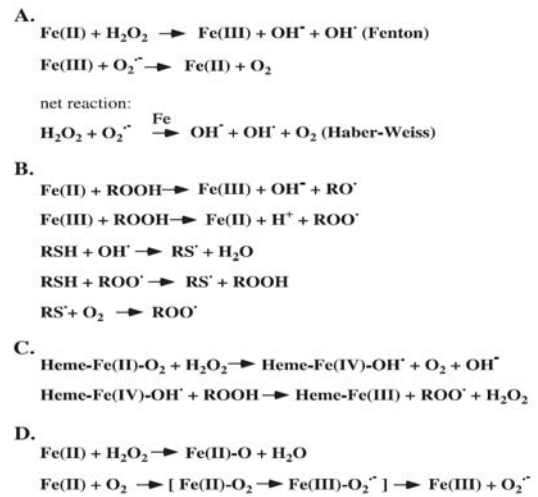 A.
Fe(II) + H₂O₂ → Fe(III) + OH⁻ + OH˙ (Fenton)
Fe(III) + O₂˙⁻ → Fe(II) + O₂
net reaction:
Fe
H₂O₂ + O₂˙⁻ → OH⁻ + OH˙ + O₂ (Haber-Weiss)
B.
Fe(II) + ROOH → Fe(III) + OH⁻ + RO˙
Fe(III) + ROOH → Fe(II) + H⁺ + ROO˙
RSH + OH˙ → RS˙ + H₂O
RSH + ROO˙ → RS˙ + ROOH
RS˙ + O₂ → ROO˙
C.
Heme-Fe(II)-O₂ + H₂O₂ → Heme-Fe(IV)-OH˙ + O₂ + OH⁻
Heme-Fe(IV)-OH˙ + ROOH → Heme-Fe(III) + ROO˙ + H₂O₂
D.
Fe(II) + H₂O₂ → Fe(II)-O + H₂O
Fe(II) + O₂ → [ Fe(II)-O₂ → Fe(III)-O₂˙⁻ ] → Fe(III) + O₂˙⁻